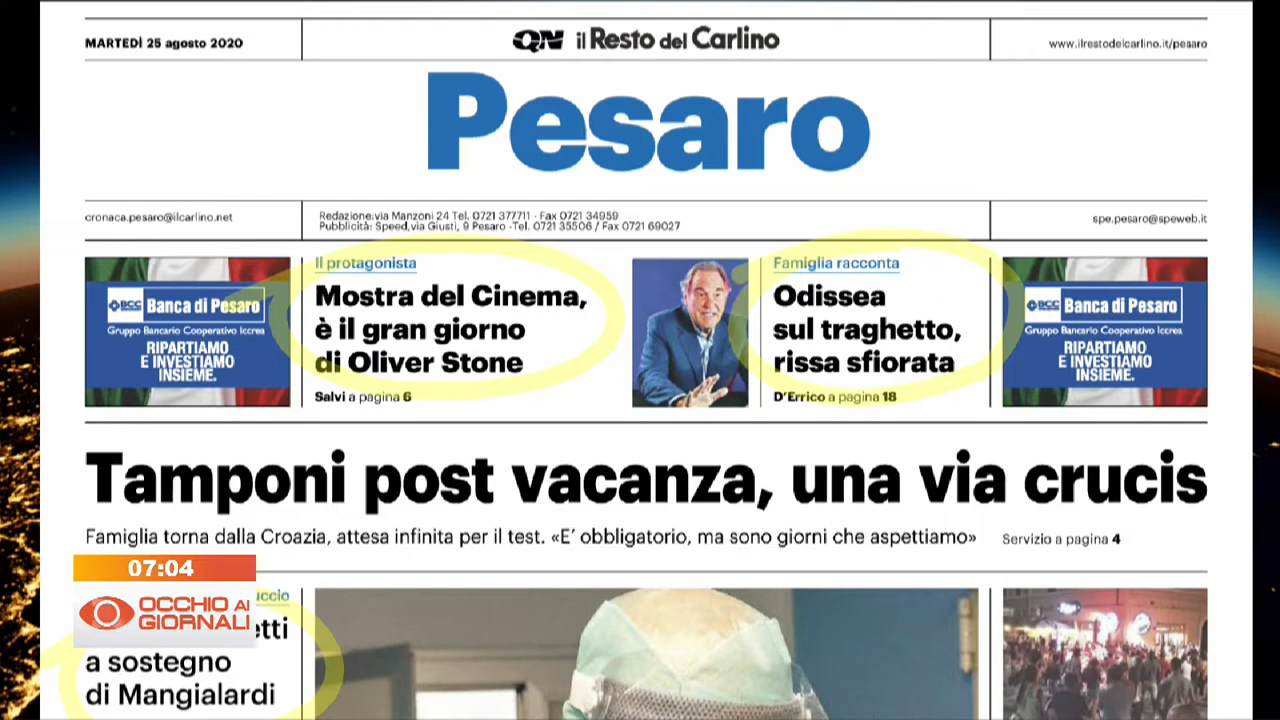 MARTEDÌ 25 agosto 2020
QN il Resto del Carlino
www.ilrestodelcarlino.it/pesaro
Pesaro
cronaca.pesaro@ilcarlino.net
Redazione:via Manzoni 24 Tel. 0721 377711 - Fax 0721 34959
Pubblicità: Speed,via Giusti, 9 Pesaro -Tel. 0721 35506 / Fax 0721 69027
spe.pesaro@speweb.it
BCC Banca di Pesaro
Gruppo Bancario Cooperativo Iccrea
RIPARTIAMO
E INVESTIAMO
INSIEME.
Il protagonista
Mostra del Cinema,
è il gran giorno
di Oliver Stone
Salvi a pagina 6
Famiglia racconta
Odissea
sul traghetto,
rissa sfiorata
D'Errico a pagina 18
BCC Banca di Pesaro
Gruppo Bancario Cooperativo Iccrea
RIPARTIAMO
E INVESTIAMO
INSIEME.
Tamponi post vacanza, una via crucis
Famiglia torna dalla Croazia, attesa infinita per il test. «E' obbligatorio, ma sono giorni che aspettiamo»
Servizio a pagina 4
07:04
OCCHIO AI
GIORNALI
uccio
etti
a sostegno
di Mangialardi